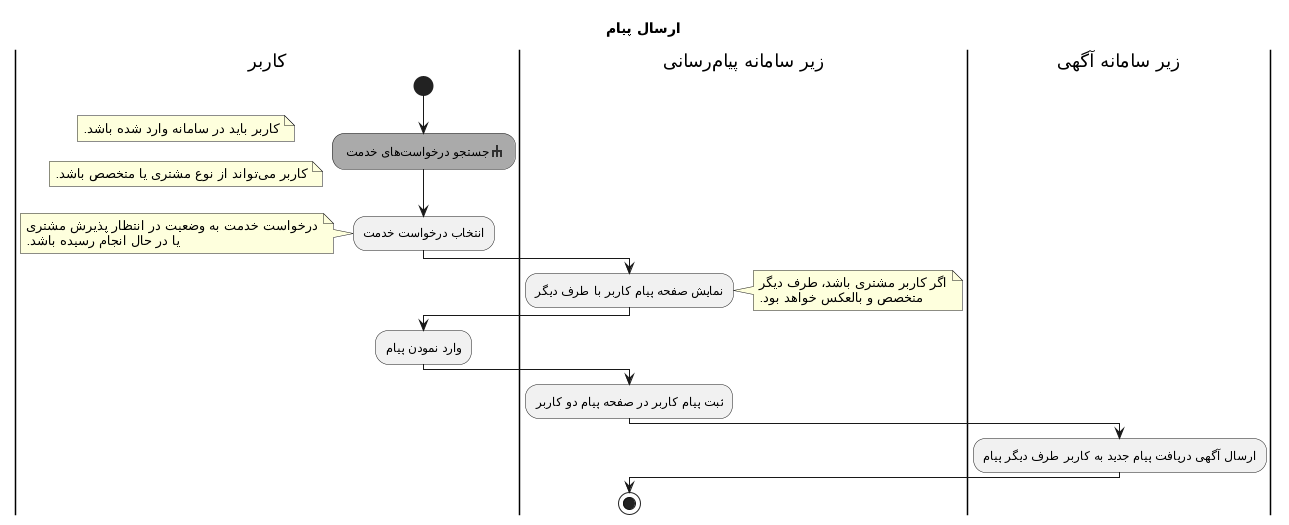 ارسال پیام
کاربر
زیر سامانه پیام‌رسانی
زیر سامانه آگهی
کاربر باید در سامانه وارد شده باشد.
جستجو درخواست‌های خدمت
کاربر می‌تواند از نوع مشتری یا متخصص باشد.
درخواست خدمت به وضعیت در انتظار پذیرش مشتری
یا در حال انجام رسیده باشد.
انتخاب درخواست خدمت
نمایش صفحه پیام کاربر با طرف دیگر
اگر کاربر مشتری باشد، طرف دیگر
متخصص و بالعکس خواهد بود.
وارد نمودن پیام
ثبت پیام کاربر در صفحه پیام دو کاربر
ارسال آگهی دریافت پیام جدید به کاربر طرف دیگر پیام